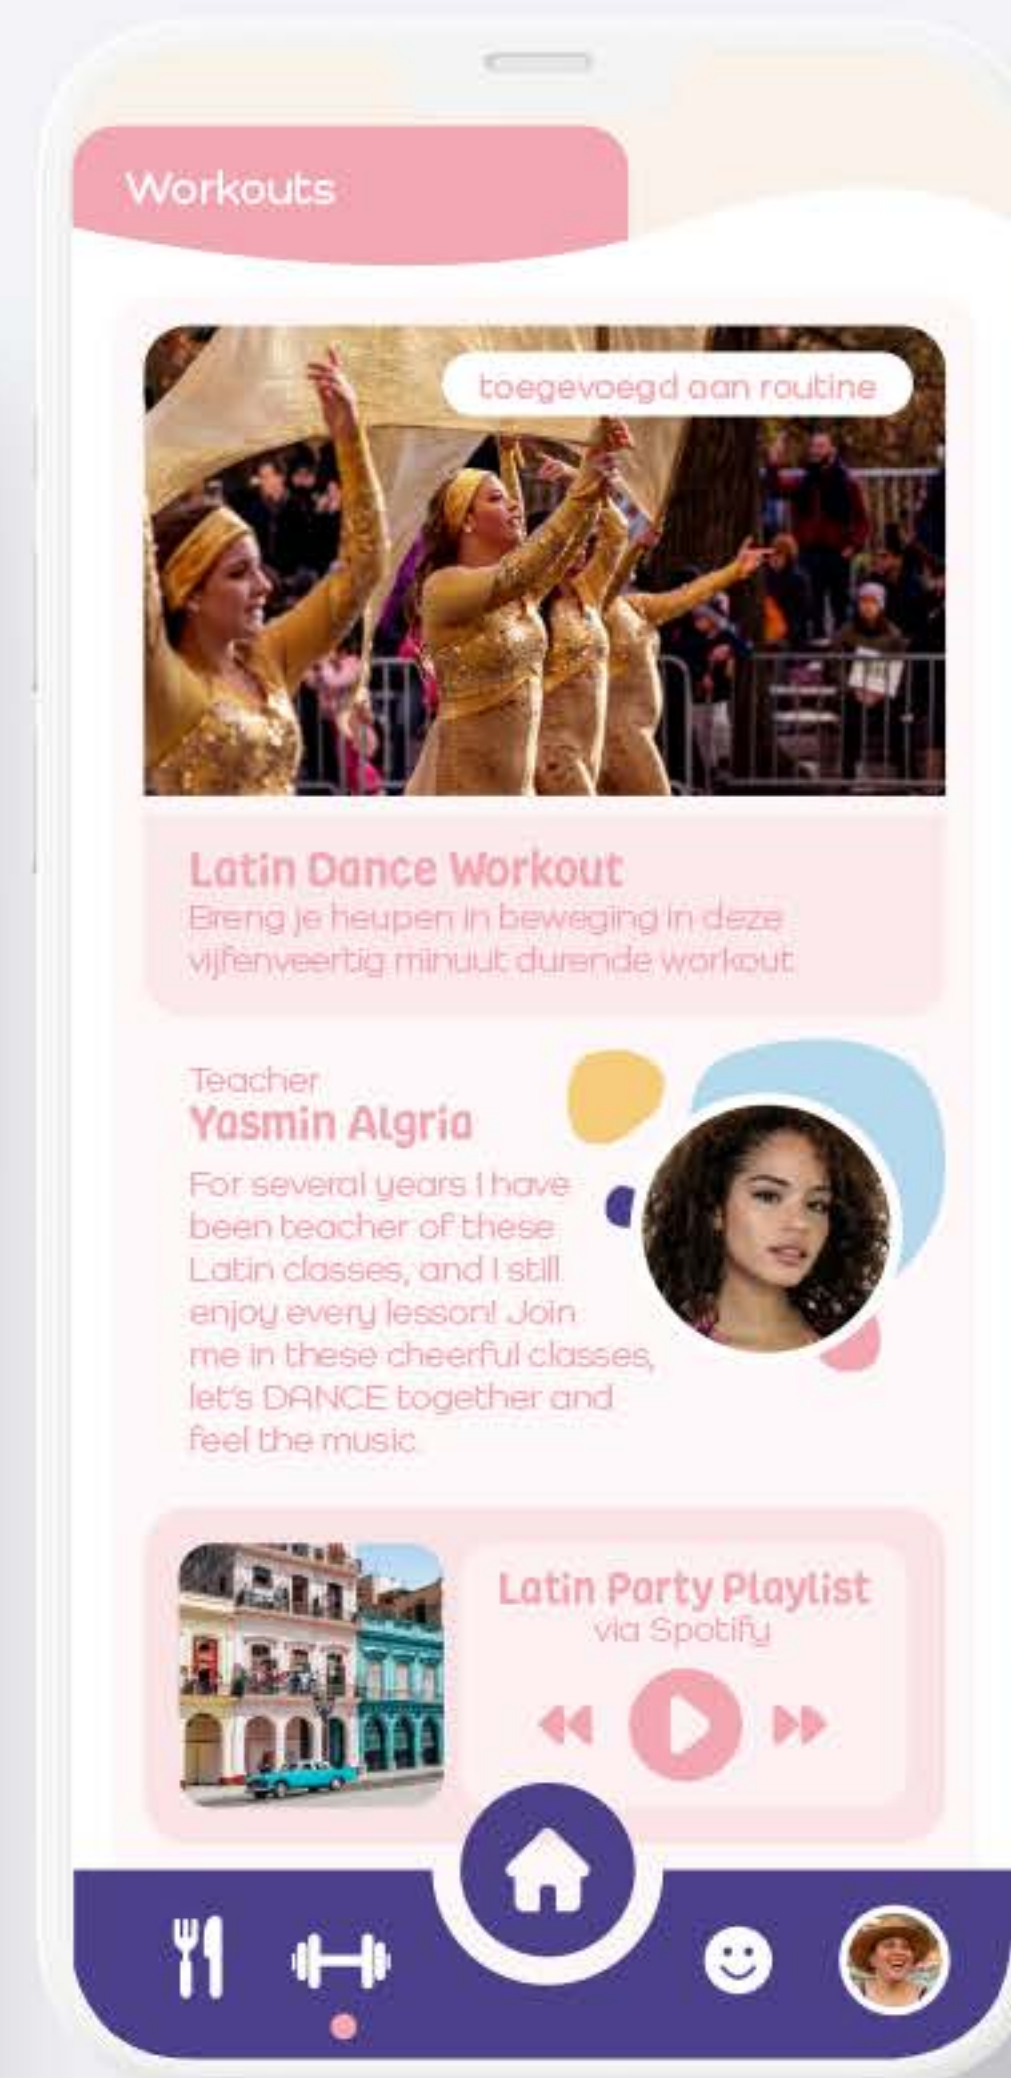 Workouts
toegevoegd aan routine
Latin Dance Workout
Breng je heupen in beweging in deze
vijfenveertig minuut durende workout
Teacher
Yasmin Algria
For several years I have
been teacher of these
Latin classes, and I still
enjoy every lesson! Join
me in these cheerful classes,
let's DANCE together and
feel the music.
Latin Party Playlist
via Spotify